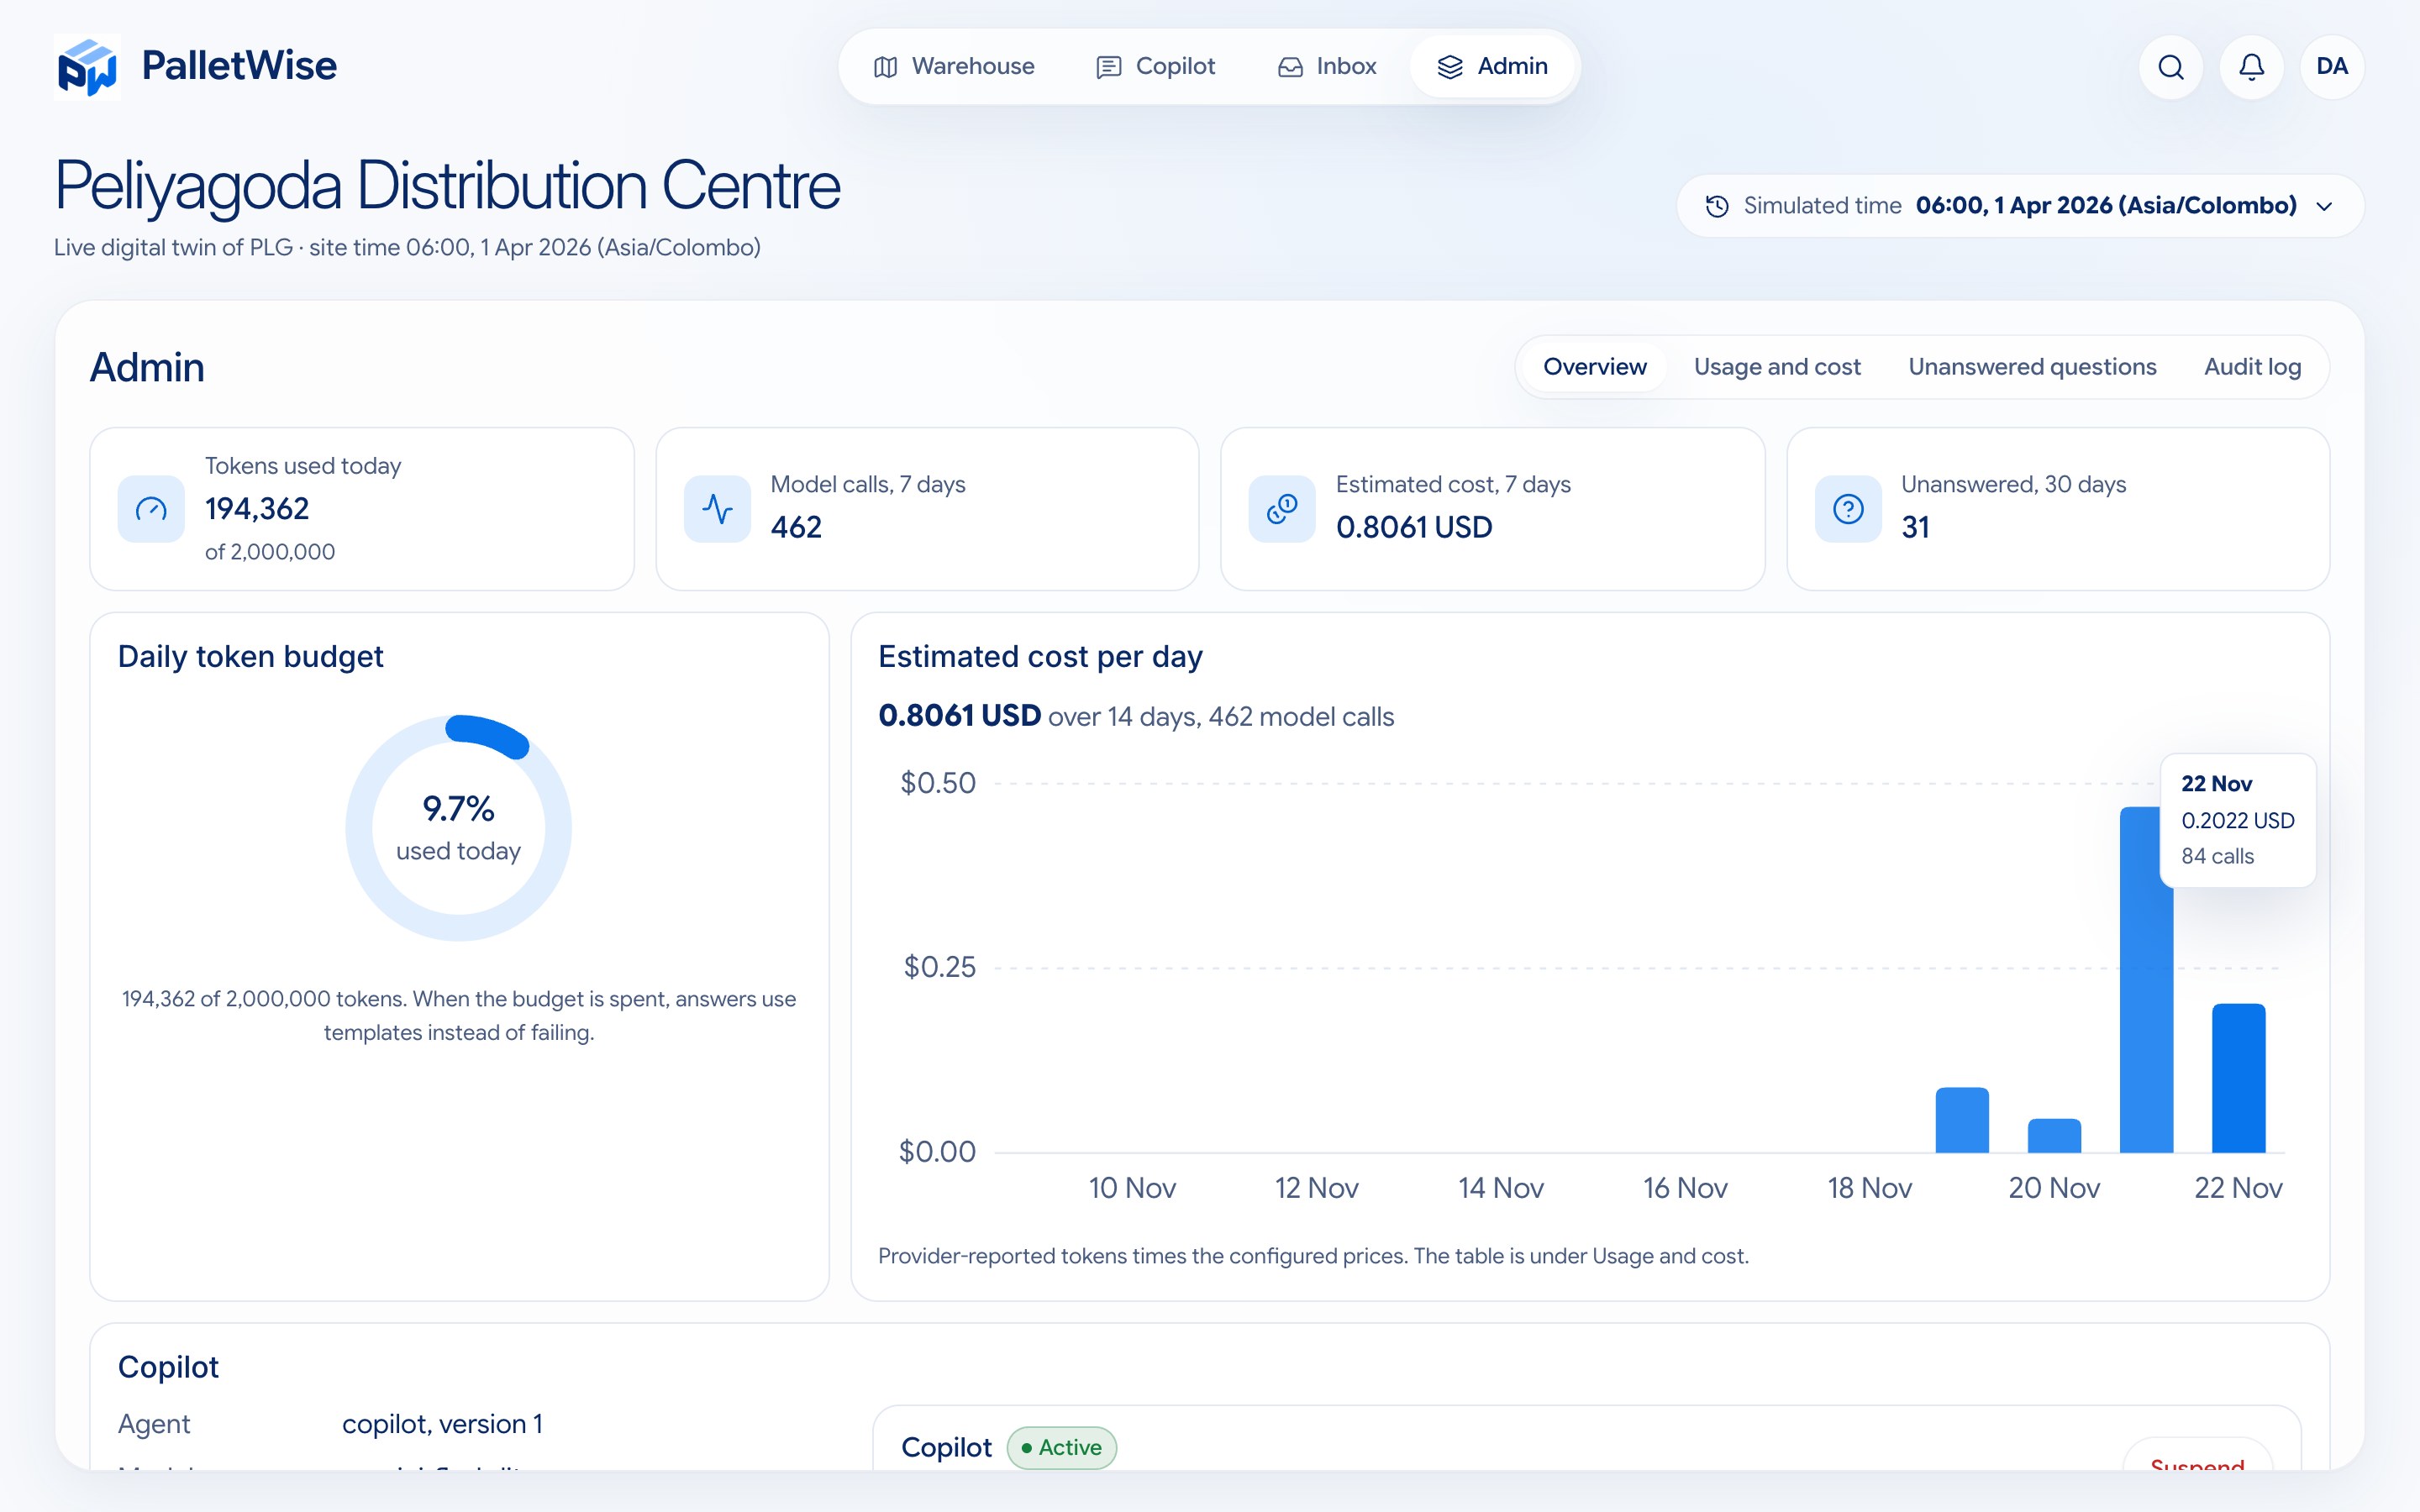 PalletWise
Warehouse
Copilot
Inbox
Admin
DA
Peliyagoda Distribution Centre
Live digital twin of PLG · site time 06:00, 1 Apr 2026 (Asia/Colombo)
Simulated time 06:00, 1 Apr 2026 (Asia/Colombo)
Admin
Overview
Usage and cost
Unanswered questions
Audit log
Tokens used today
194,362
of 2,000,000
Model calls, 7 days
462
Estimated cost, 7 days
0.8061 USD
Unanswered, 30 days
31
Daily token budget
9.7%
used today
194,362 of 2,000,000 tokens. When the budget is spent, answers use
templates instead of failing.
Estimated cost per day
0.8061 USD over 14 days, 462 model calls
$0.50
$0.25
$0.00
22 Nov
0.2022 USD
84 calls
10 Nov
12 Nov
14 Nov
16 Nov
18 Nov
20 Nov
22 Nov
Provider-reported tokens times the configured prices. The table is under Usage and cost.
Copilot
Agent
copilot, version 1
Copilot
Active
Suspend